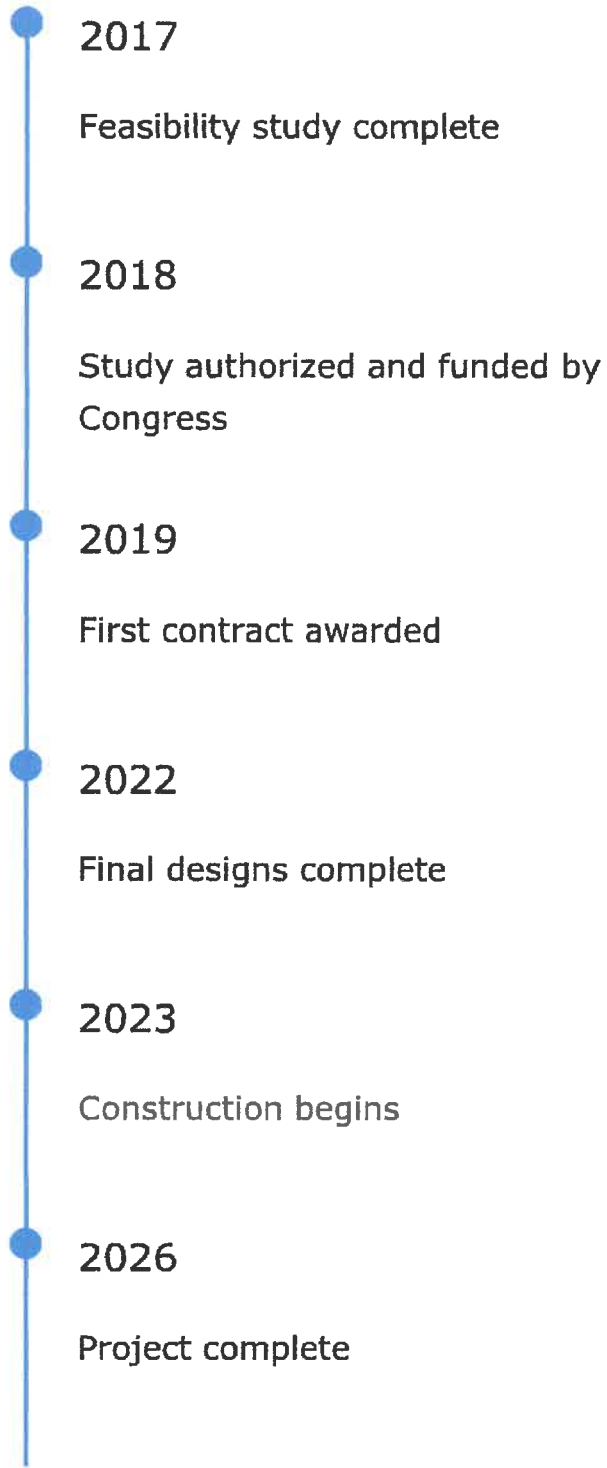 2017
Feasibility study complete
2018
Study authorized and funded by
Congress
2019
First contract awarded
2022
Final designs complete
2023
Construction begins
2026
Project complete